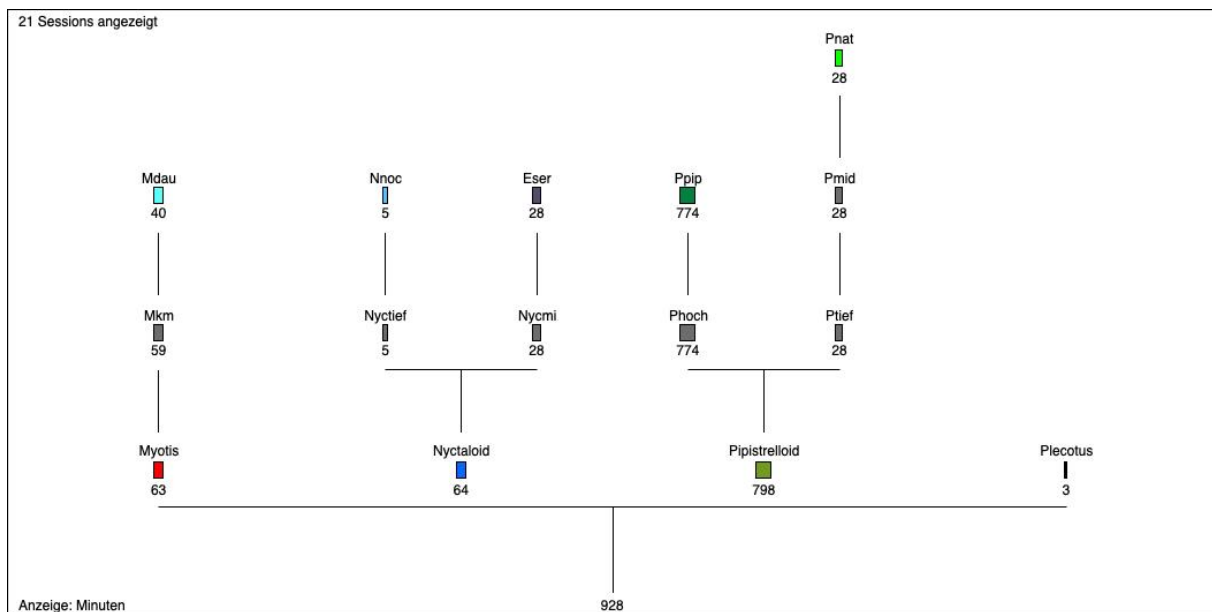 21 Sessions angezeigt
Pnat
28
Mdau Nnoc Eser Ppip Pmid
40 5 28 774 28
Mkm Nyctief Nycmi Phoch Ptief
59 5 28 774 28
Myotis Nyctaloid Pipistrelloid Plecotus
63 64 798 3
Anzeige: Minuten 928